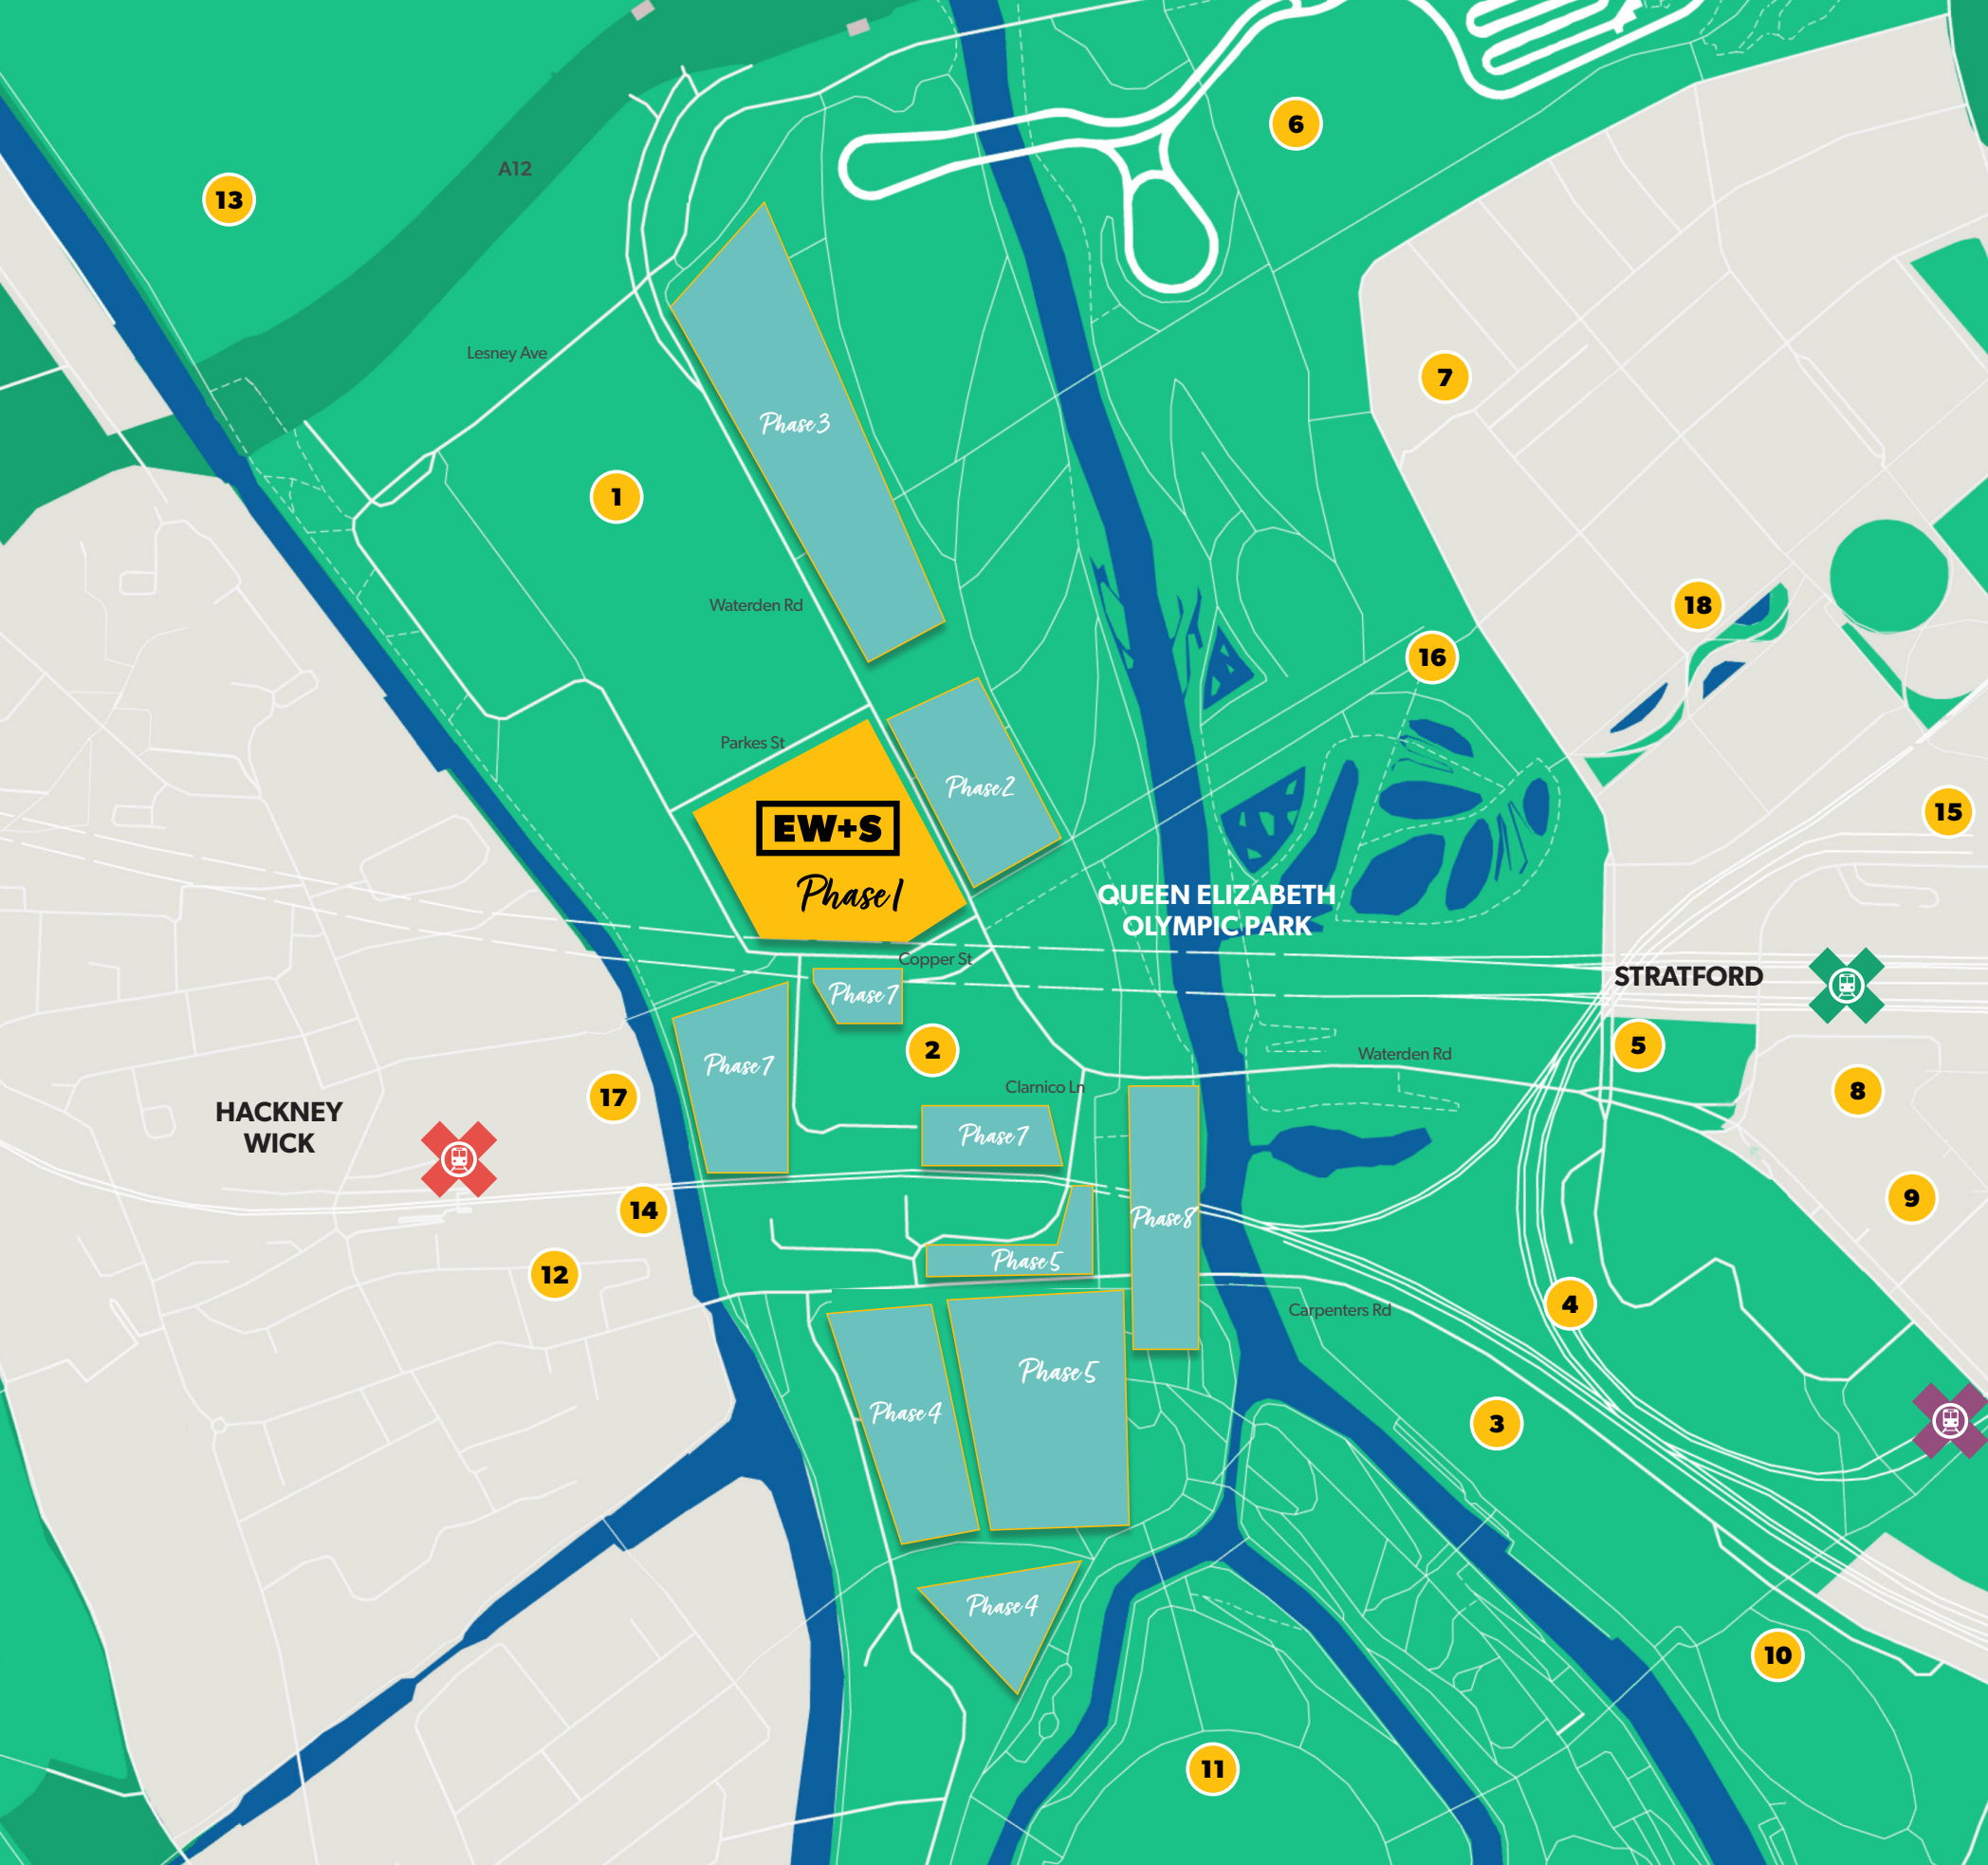 6
A12
13
Lesney Ave
7
Phase 3
1
Waterden Rd
18
16
Parkes St
Phase 2
15
EW+S
Phase 1
QUEEN ELIZABETH
OLYMPIC PARK
Copper St
STRATFORD
Phase 7
2
5
Waterden Rd
Phase 7
Clarnico Ln
8
17
HACKNEY
WICK
Phase 7
9
14
Phase 8
Phase 5
12
4
Carpenters Rd
Phase 5
Phase 4
3
Phase 4
10
11